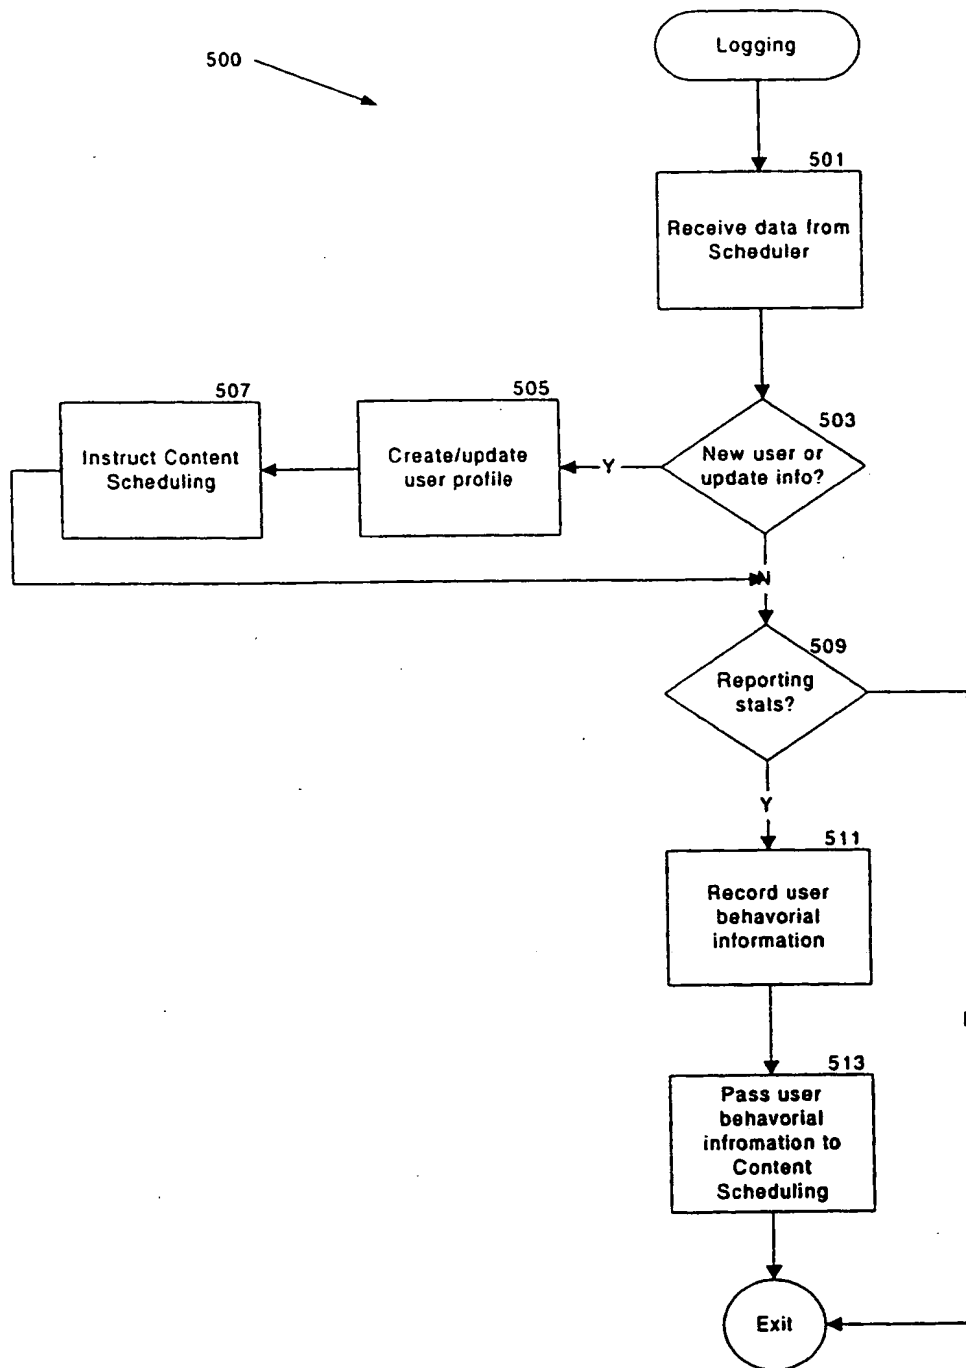 Logging
500
501
Receive data from
Scheduler
503
New user or
update info?
Y
505
Create/update
user profile
507
Instruct Content
Scheduling
N
509
Reporting
stats?
Y
511
Record user
behavorial
information
513
Pass user
behavorial
infromation to
Content
Scheduling
Exit